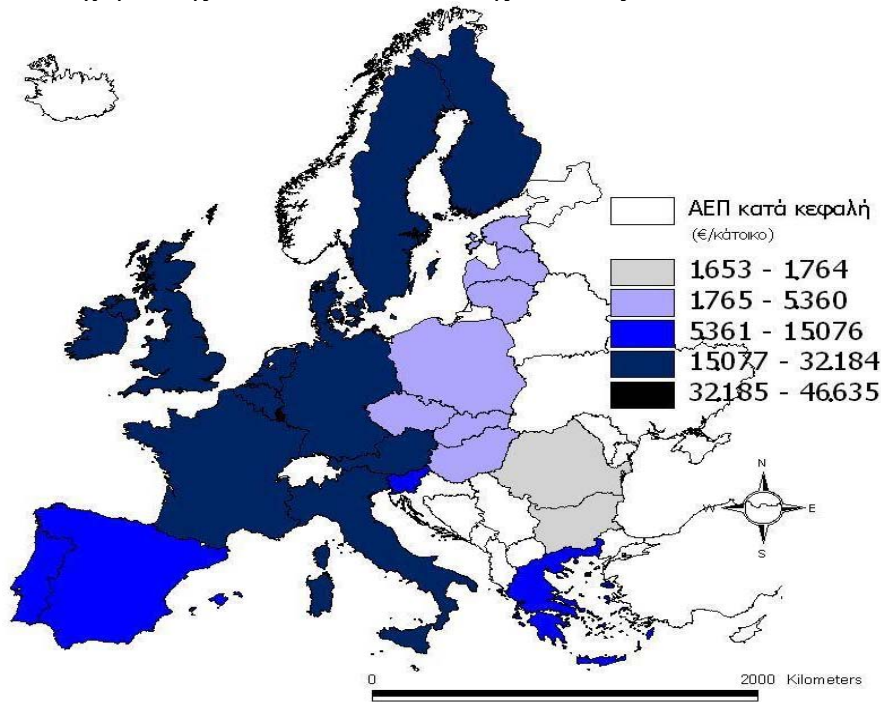 ΑΕΠ κατά κεφαλή
(€/κάτοικο)
1.653 - 1.764
1.765 - 5.360
5.361 - 15.076
15.077 - 32.184
32.185 - 46.635
N
W E
S
0 2000 Kilometers